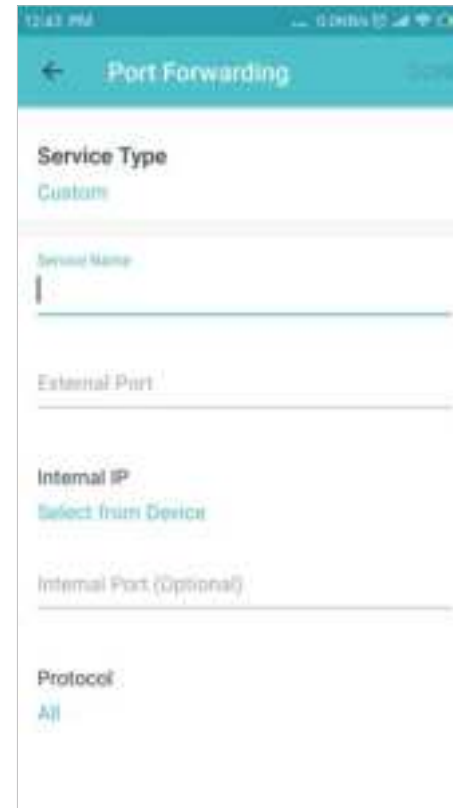 12:43 PM
Port Forwarding
Service Type
Custom
Service Name
External Port
Internal IP
Select from Device
Internal Port (Optional)
Protocol
All